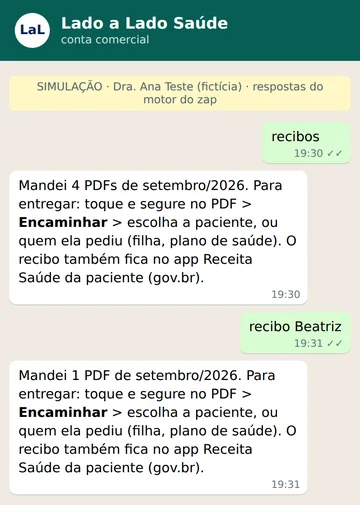 LaL
Lado a Lado Saúde
conta comercial
SIMULAÇÃO · Dra. Ana Teste (fictícia) · respostas do
motor do zap
recibos
19:30 ✓✓
Mandei 4 PDFs de setembro/2026. Para
entregar: toque e segure no PDF >
Encaminhar > escolha a paciente, ou
quem ela pediu (filha, plano de saúde). O
recibo também fica no app Receita
Saúde da paciente (gov.br).
19:30
recibo Beatriz
19:31 ✓✓
Mandei 1 PDF de setembro/2026. Para
entregar: toque e segure no PDF >
Encaminhar > escolha a paciente, ou
quem ela pediu (filha, plano de saúde). O
recibo também fica no app Receita
Saúde da paciente (gov.br).
19:31